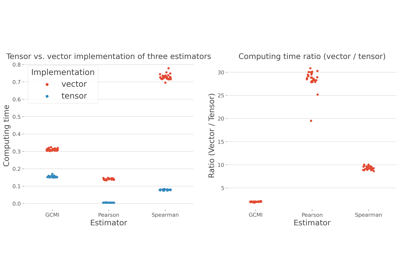 Tensor vs. vector implementation of three estimators
Implementation
vector
tensor
Computing time
0.8
0.7
0.6
0.5
0.4
0.3
0.2
0.1
0.0
GCMI Pearson Spearman
Estimator
Computing time ratio (vector / tensor)
Ratio (Vector / Tensor)
30
25
20
15
10
5
GCMI Pearson Spearman
Estimator